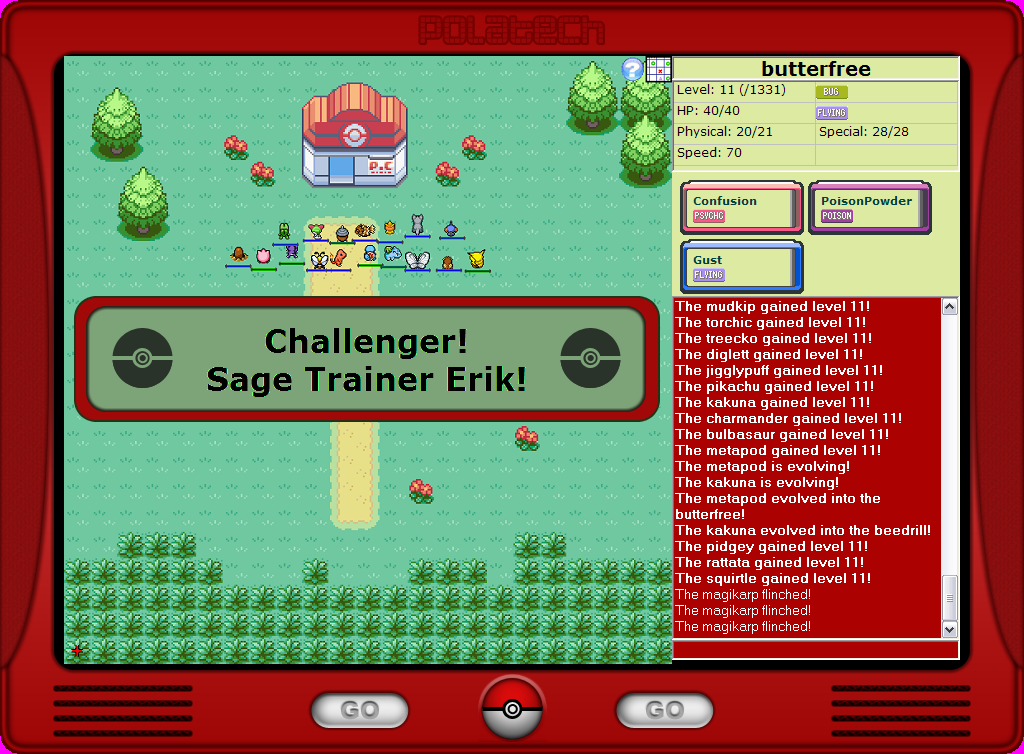 POLATECH
?
butterfree
Level: 11 (/1331)
BUG
HP: 40/40
FLYING
Physical: 20/21
Special: 28/28
Speed: 70
P.C
Confusion
PSYCHC
PoisonPowder
POISON
Gust
FLYING
Challenger!
Sage Trainer Erik!
The mudkip gained level 11!
The torchic gained level 11!
The treecko gained level 11!
The diglett gained level 11!
The jigglypuff gained level 11!
The pikachu gained level 11!
The kakuna gained level 11!
The charmander gained level 11!
The bulbasaur gained level 11!
The metapod gained level 11!
The metapod is evolving!
The kakuna is evolving!
The metapod evolved into the
butterfree!
The kakuna evolved into the beedrill!
The pidgey gained level 11!
The rattata gained level 11!
The squirtle gained level 11!
The magikarp flinched!
The magikarp flinched!
The magikarp flinched!
GO
GO